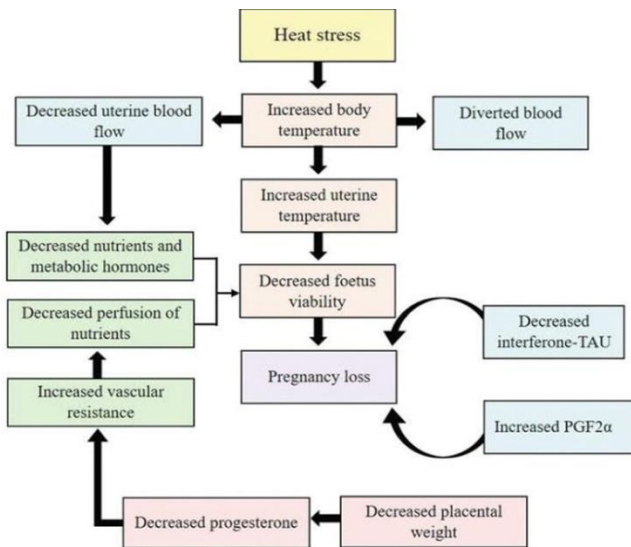 Heat stress
Decreased uterine blood
flow
Increased body
temperature
Diverted blood
flow
Increased uterine
temperature
Decreased nutrients and
metabolic hormones
Decreased foetus
viability
Decreased perfusion of
nutrients
Decreased
interferone-TAU
Pregnancy loss
Increased vascular
resistance
Increased PGF2α
Decreased progesterone
Decreased placental
weight